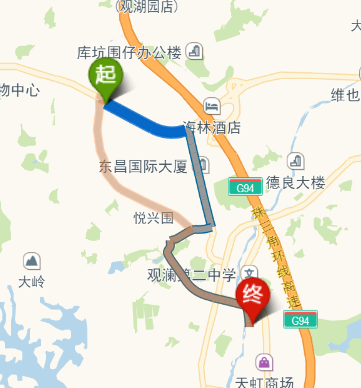 (观湖园店)
库坑围仔办公楼
大
起
物中心
维也
海林酒店
东昌国际大厦
德良大楼
G94
悦兴围
珠三角环线高速
观澜第二中学
大岭
终
G94
天虹商场